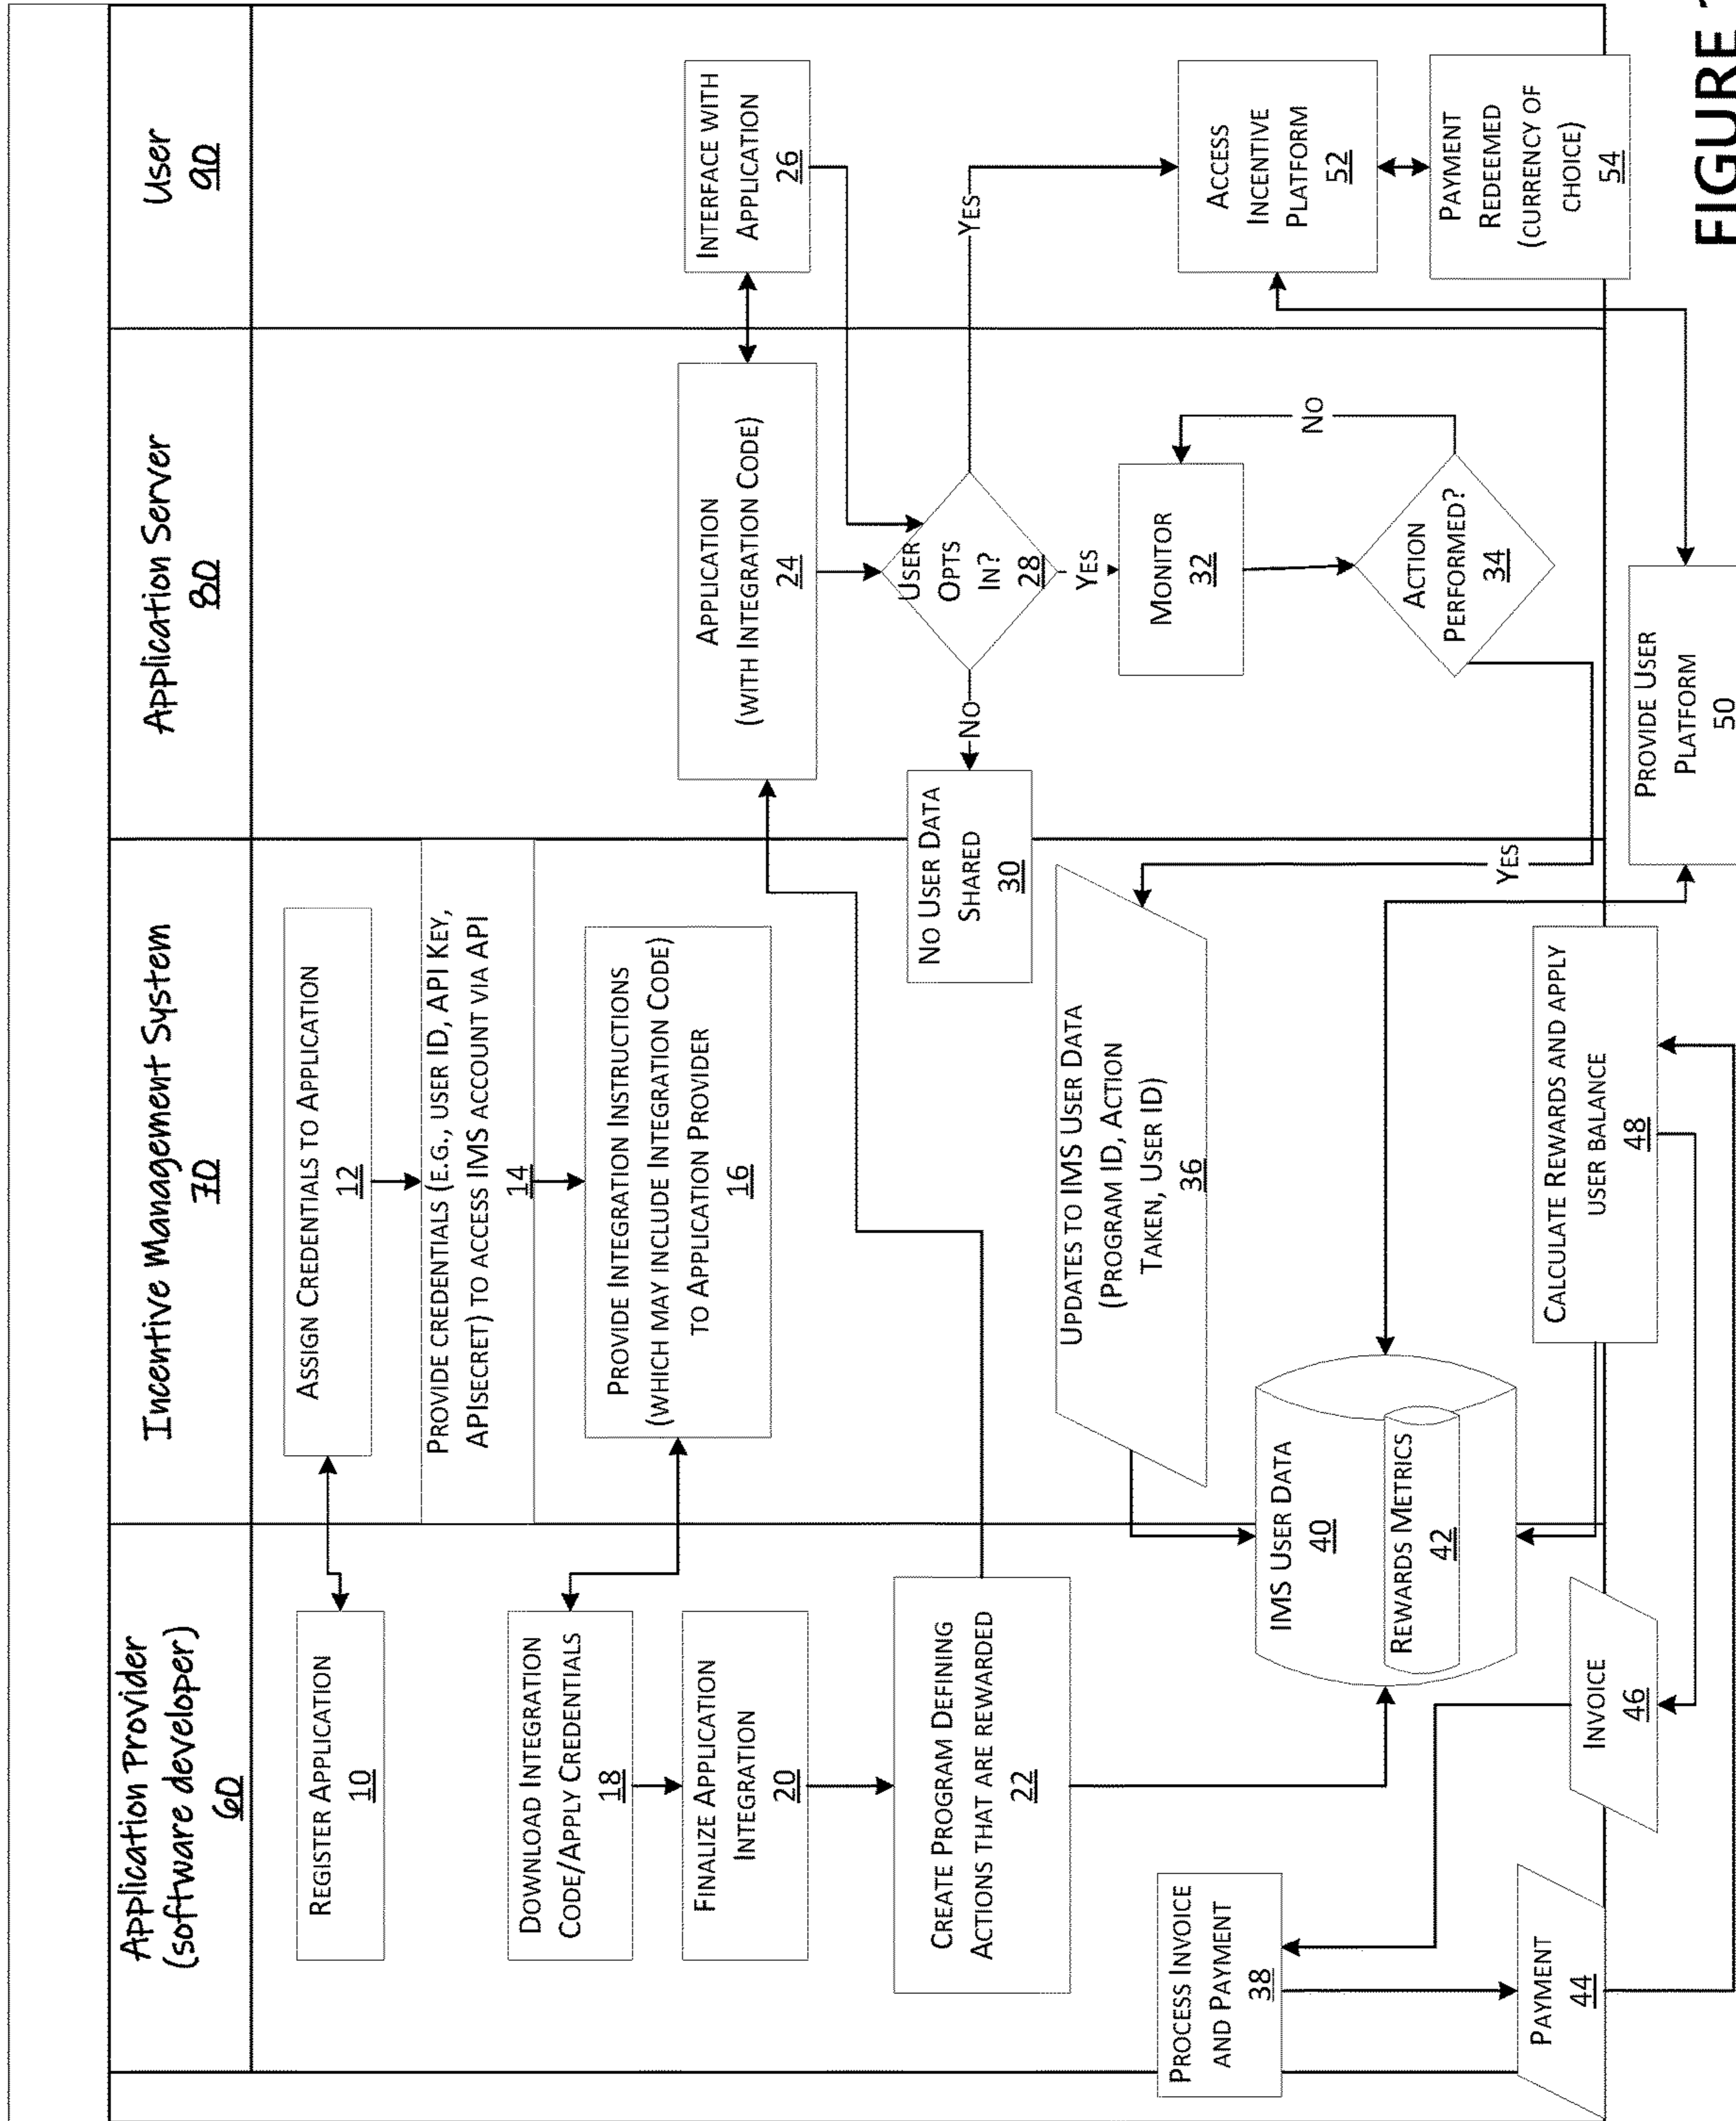 Application Provider
(software developer)
60
Incentive Management System
70
Application Server
80
User
90
REGISTER APPLICATION
10
ASSIGN CREDENTIALS TO APPLICATION
12
PROVIDE CREDENTIALS (E.G., USER ID, API KEY,
APISECRET) TO ACCESS IMS ACCOUNT VIA API
14
PROVIDE INTEGRATION INSTRUCTIONS
(WHICH MAY INCLUDE INTEGRATION CODE)
TO APPLICATION PROVIDER
16
DOWNLOAD INTEGRATION
CODE/APPLY CREDENTIALS
18
FINALIZE APPLICATION
INTEGRATION
20
CREATE PROGRAM DEFINING
ACTIONS THAT ARE REWARDED
22
APPLICATION
(WITH INTEGRATION CODE)
24
INTERFACE WITH
APPLICATION
26
USER
OPTS
IN?
28
NO
YES
YES
NO USER DATA
SHARED
30
MONITOR
32
ACTION
PERFORMED?
34
NO
YES
UPDATES TO IMS USER DATA
(PROGRAM ID, ACTION
TAKEN, USER ID)
36
IMS USER DATA
40
REWARDS METRICS
42
PROCESS INVOICE
AND PAYMENT
38
PAYMENT
44
INVOICE
46
CALCULATE REWARDS AND APPLY
USER BALANCE
48
PROVIDE USER
PLATFORM
50
ACCESS
INCENTIVE
PLATFORM
52
PAYMENT
REDEEMED
(CURRENCY OF
CHOICE)
54
FIGURE